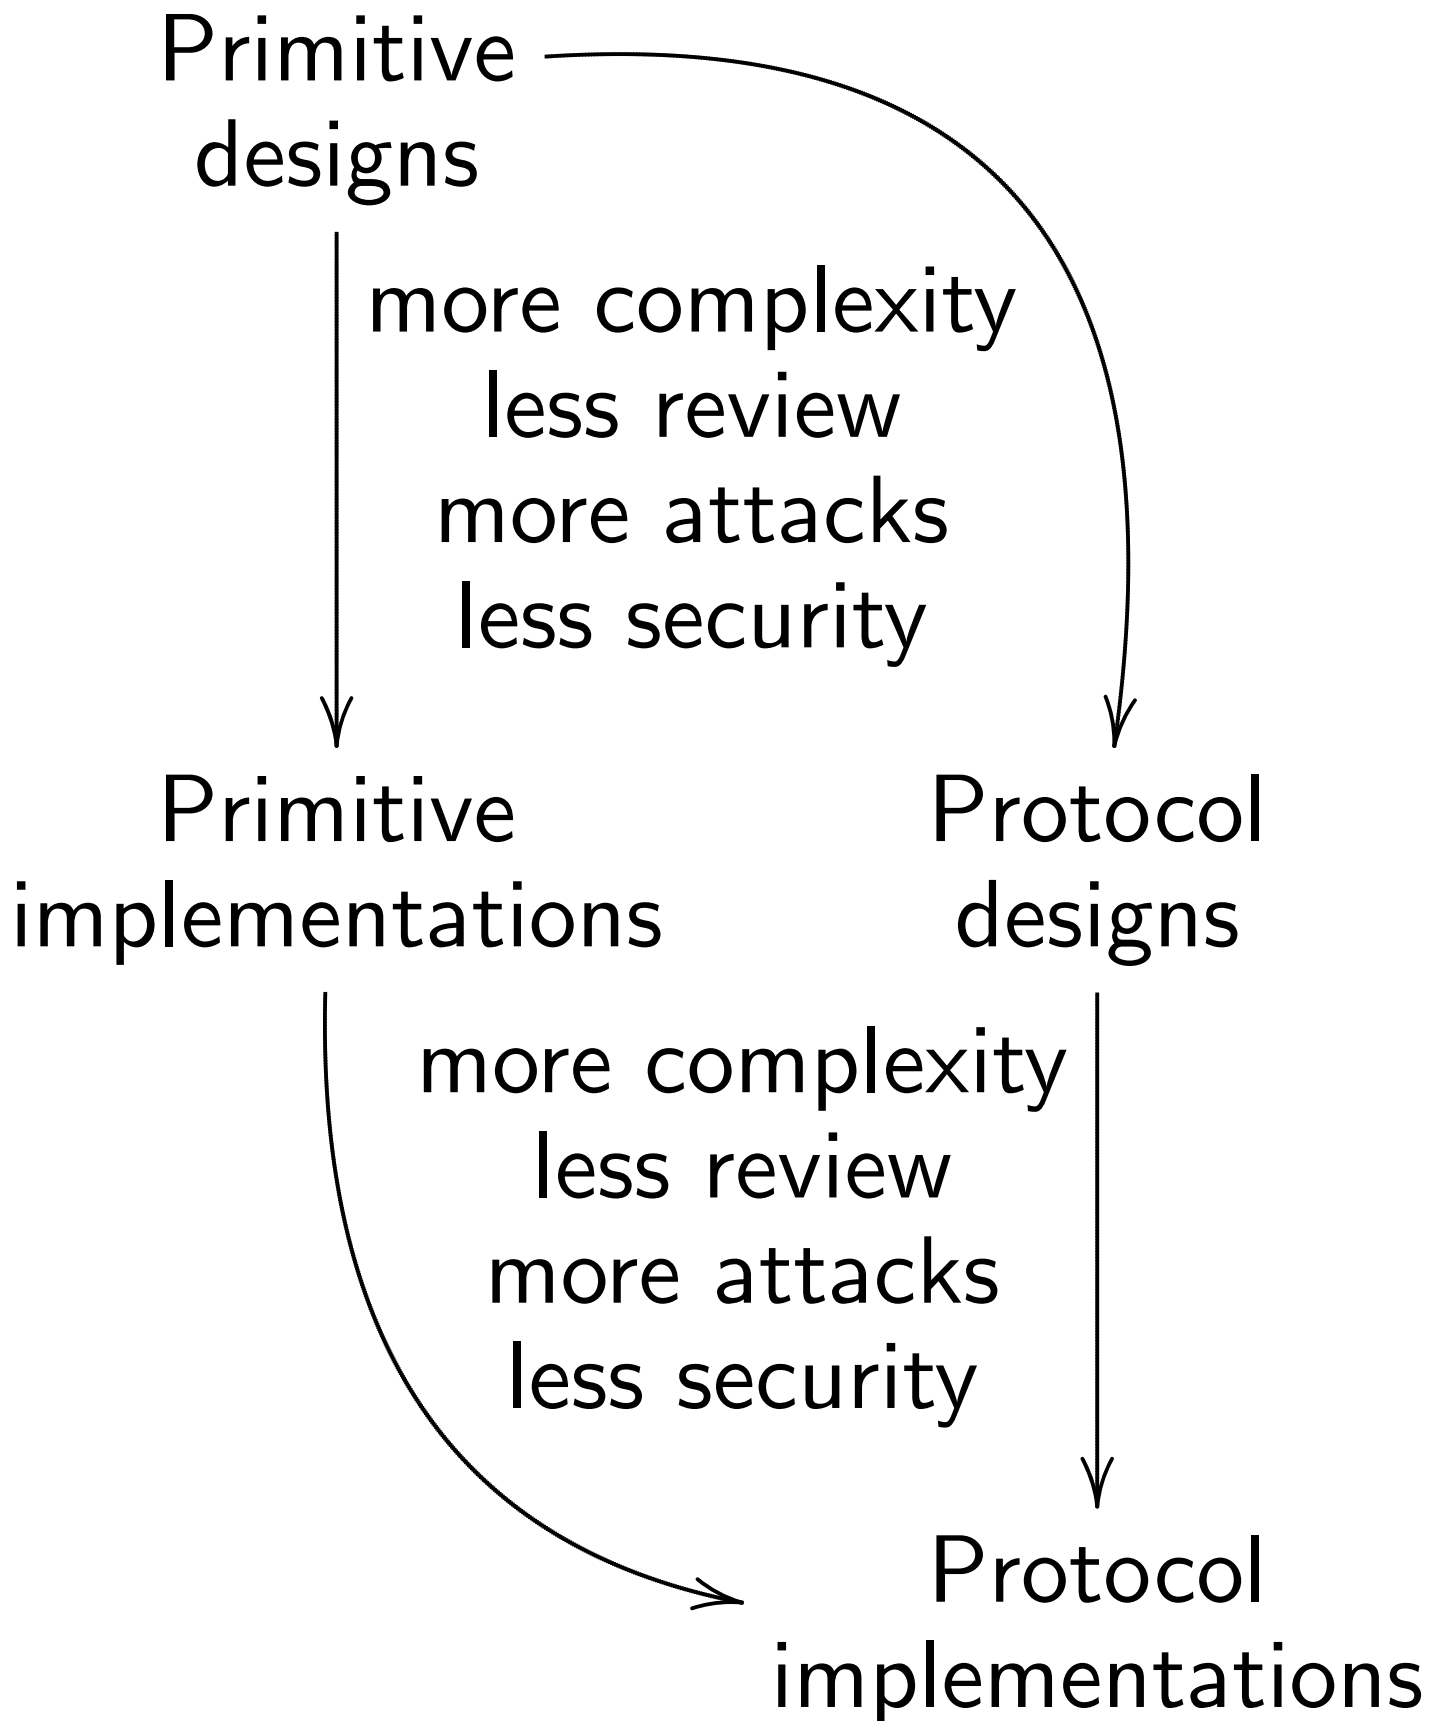 Primitive
designs
more complexity
less review
more attacks
less security
Primitive
implementations
Protocol
designs
more complexity
less review
more attacks
less security
Protocol
implementations